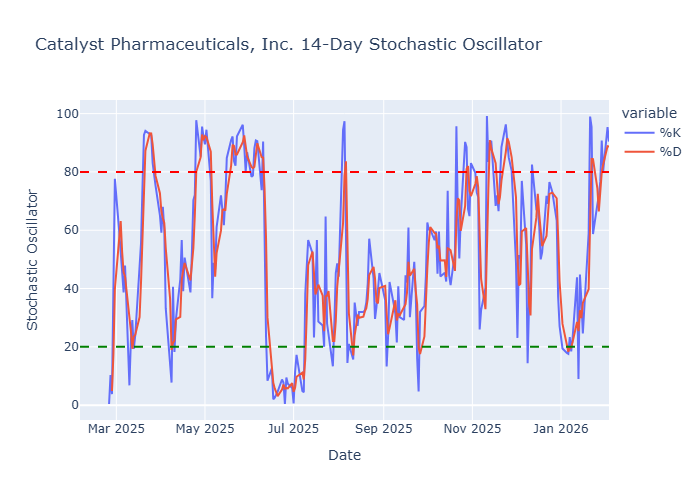 Catalyst Pharmaceuticals, Inc. 14-Day Stochastic Oscillator
variable
%K
%D
Stochastic Oscillator
100
80
60
40
20
0
Mar 2025
May 2025
Jul 2025
Sep 2025
Nov 2025
Jan 2026
Date